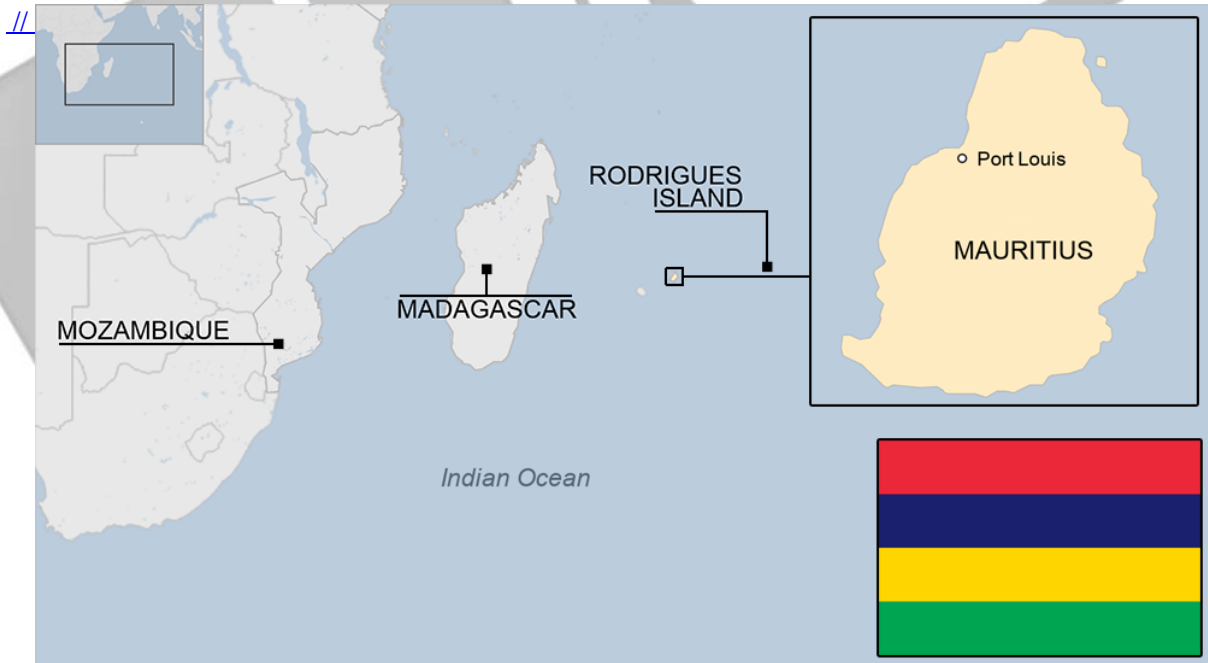 //
RODRIGUES
ISLAND
Port Louis
MAURITIUS
MADAGASCAR
MOZAMBIQUE
Indian Ocean